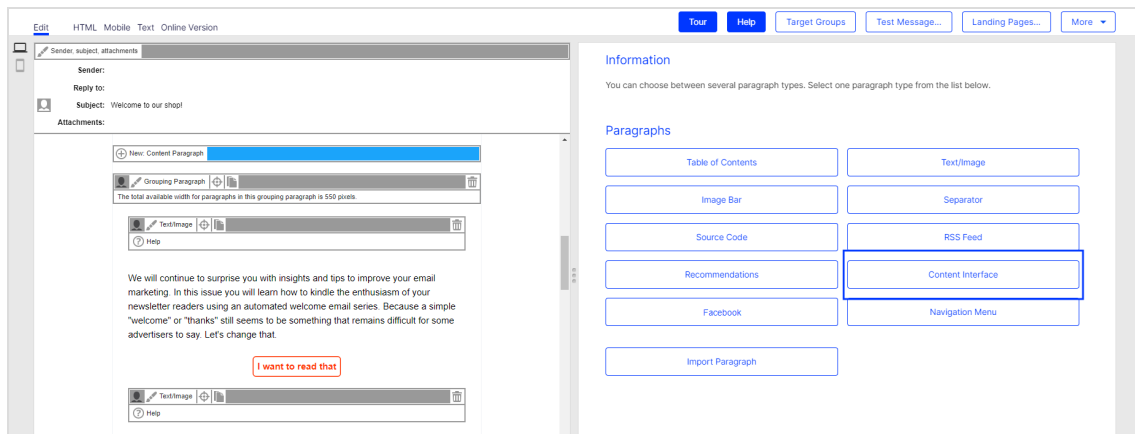 Edit HTML Mobile Text Online Version
Tour Help Target Groups Test Message... Landing Pages... More
Sender, subject, attachments
Sender:
Reply to:
Subject: Welcome to our shop!
Attachments:
New: Content Paragraph
Grouping Paragraph
The total available width for paragraphs in this grouping paragraph is 550 pixels.
Text/Image
? Help
We will continue to surprise you with insights and tips to improve your email
marketing. In this issue you will learn how to kindle the enthusiasm of your
newsletter readers using an automated welcome email series. Because a simple
"welcome" or "thanks" still seems to be something that remains difficult for some
advertisers to say. Let's change that.
I want to read that
Text/Image
? Help
Information
You can choose between several paragraph types. Select one paragraph type from the list below.
Paragraphs
Table of Contents Text/Image
Image Bar Separator
Source Code RSS Feed
Recommendations Content Interface
Facebook Navigation Menu
Import Paragraph